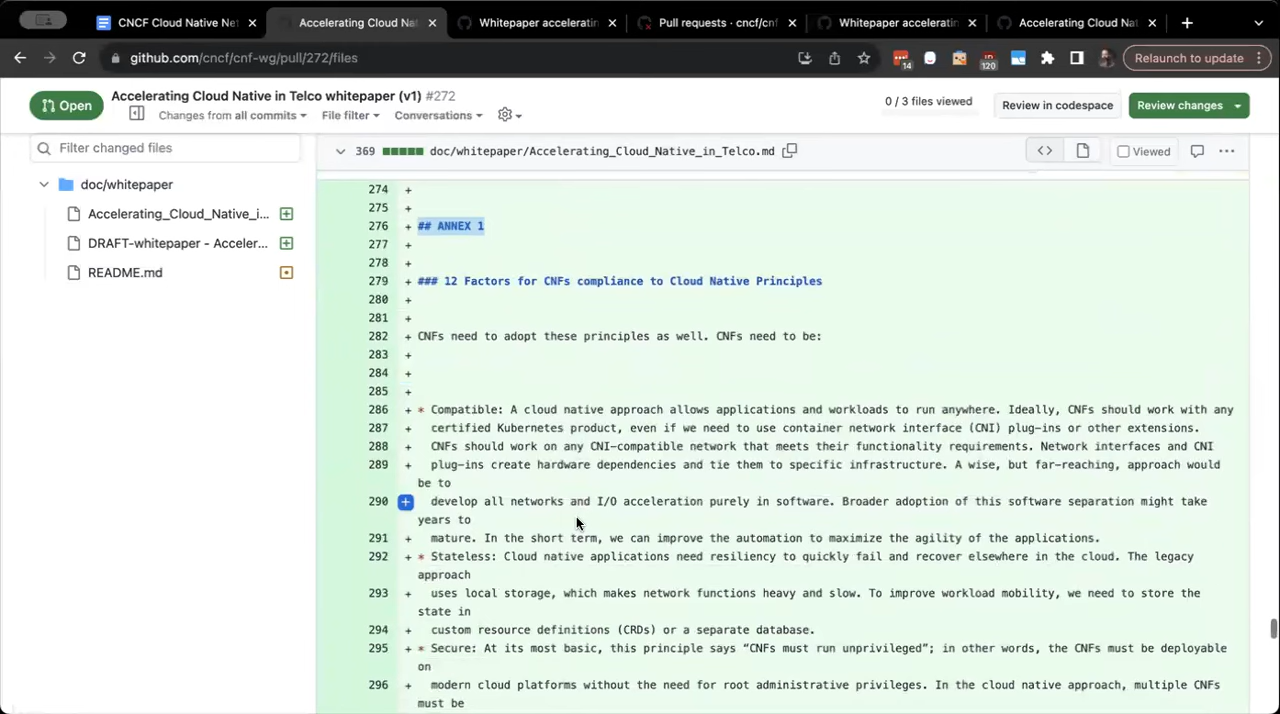 CNCF Cloud Native Net
Accelerating Cloud Nat
Whitepaper acceleratin
Pull requests · cncf/cnf
Whitepaper acceleratin
Accelerating Cloud Nat
github.com/cncf/cnf-wg/pull/272/files
14
120
Relaunch to update
Open
Accelerating Cloud Native in Telco whitepaper (v1) #272
Changes from all commits
File filter
Conversations
0 / 3 files viewed
Review in codespace
Review changes
Filter changed files
doc/whitepaper
Accelerating_Cloud_Native_i...
DRAFT-whitepaper - Acceler...
README.md
369 doc/whitepaper/Accelerating_Cloud_Native_in_Telco.md
Viewed
274 +
275 +
276 + ## ANNEX 1
277 +
278 +
279 + ### 12 Factors for CNFs compliance to Cloud Native Principles
280 +
281 +
282 + CNFs need to adopt these principles as well. CNFs need to be:
283 +
284 +
285 +
286 + * Compatible: A cloud native approach allows applications and workloads to run anywhere. Ideally, CNFs should work with any
287 + certified Kubernetes product, even if we need to use container network interface (CNI) plug-ins or other extensions.
288 + CNFs should work on any CNI-compatible network that meets their functionality requirements. Network interfaces and CNI
289 + plug-ins create hardware dependencies and tie them to specific infrastructure. A wise, but far-reaching, approach would
be to
290 + develop all networks and I/O acceleration purely in software. Broader adoption of this software separation might take
years to
291 + mature. In the short term, we can improve the automation to maximize the agility of the applications.
292 + * Stateless: Cloud native applications need resiliency to quickly fail and recover elsewhere in the cloud. The legacy
approach
293 + uses local storage, which makes network functions heavy and slow. To improve workload mobility, we need to store the
state in
294 + custom resource definitions (CRDs) or a separate database.
295 + * Secure: At its most basic, this principle says “CNFs must run unprivileged”; in other words, the CNFs must be deployable
on
296 + modern cloud platforms without the need for root administrative privileges. In the cloud native approach, multiple CNFs
must be